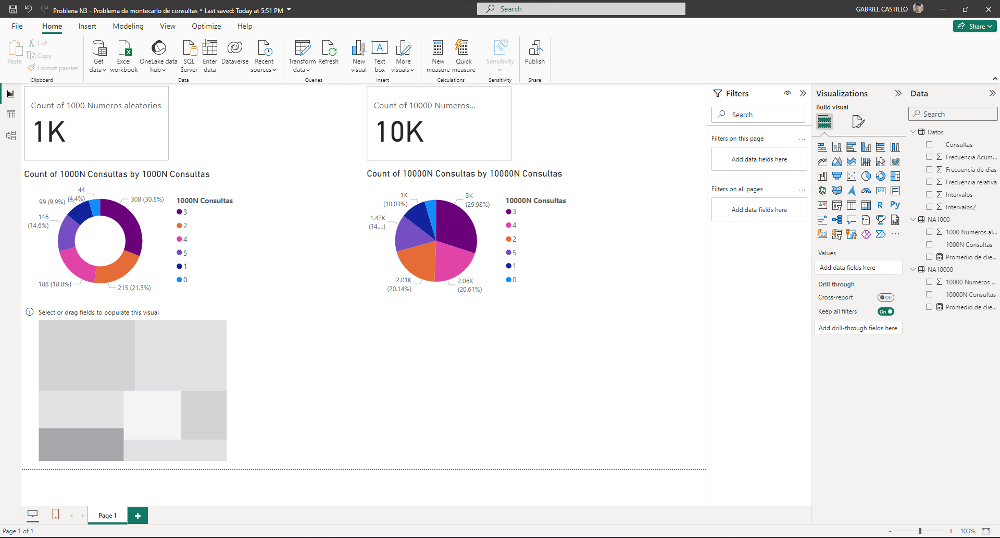 Problena N3 - Problema de montecarlo de consultas • Last saved: Today at 5:51 PM
Search
GABRIEL CASTILLO
File Home Insert Modeling View Optimize Help
Share
Paste
Cut
Copy
Format painter
Clipboard
Get data
Excel workbook
OneLake data hub
SQL Server
Enter data
Dataverse
Recent sources
Data
Transform data
Refresh
Queries
New visual
Text box
More visuals
Insert
New measure
Quick measure
Calculations
Sensitivity
Sensitivity
Publish
Share
Count of 1000 Numeros aleatorios
1K
Count of 10000 Numeros...
10K
Count of 1000N Consultas by 1000N Consultas
44
(4.4%)
99 (9.9%)
308 (30.8%)
146
(14.6%)
188 (18.8%)
215 (21.5%)
1000N Consultas
3
2
4
5
1
0
Count of 10000N Consultas by 10000N Consultas
1K
(10.03%)
3K
(29.98%)
1.47K
(14....)
2.01K
(20.14%)
2.06K
(20.61%)
10000N Consultas
3
4
2
5
1
0
Select or drag fields to populate this visual
Filters
Search
Filters on this page
...
Add data fields here
Filters on all pages
...
Add data fields here
Visualizations
Build visual
123
R
Py
123
...
Values
Add data fields here
Drill through
Cross-report
Off
Keep all filters
On
Add drill-through fields here
Data
Search
Datos
Consultas
Frecuencia Acum...
Frecuencia de dias
Frecuencia relativa
Intervalos
Intervalos2
NA1000
1000 Numeros al...
1000N Consultas
Promedio de clie...
NA10000
10000 Numeros ...
10000N Consultas
Promedio de clie...
Page 1
+
Page 1 of 1
- + 103%